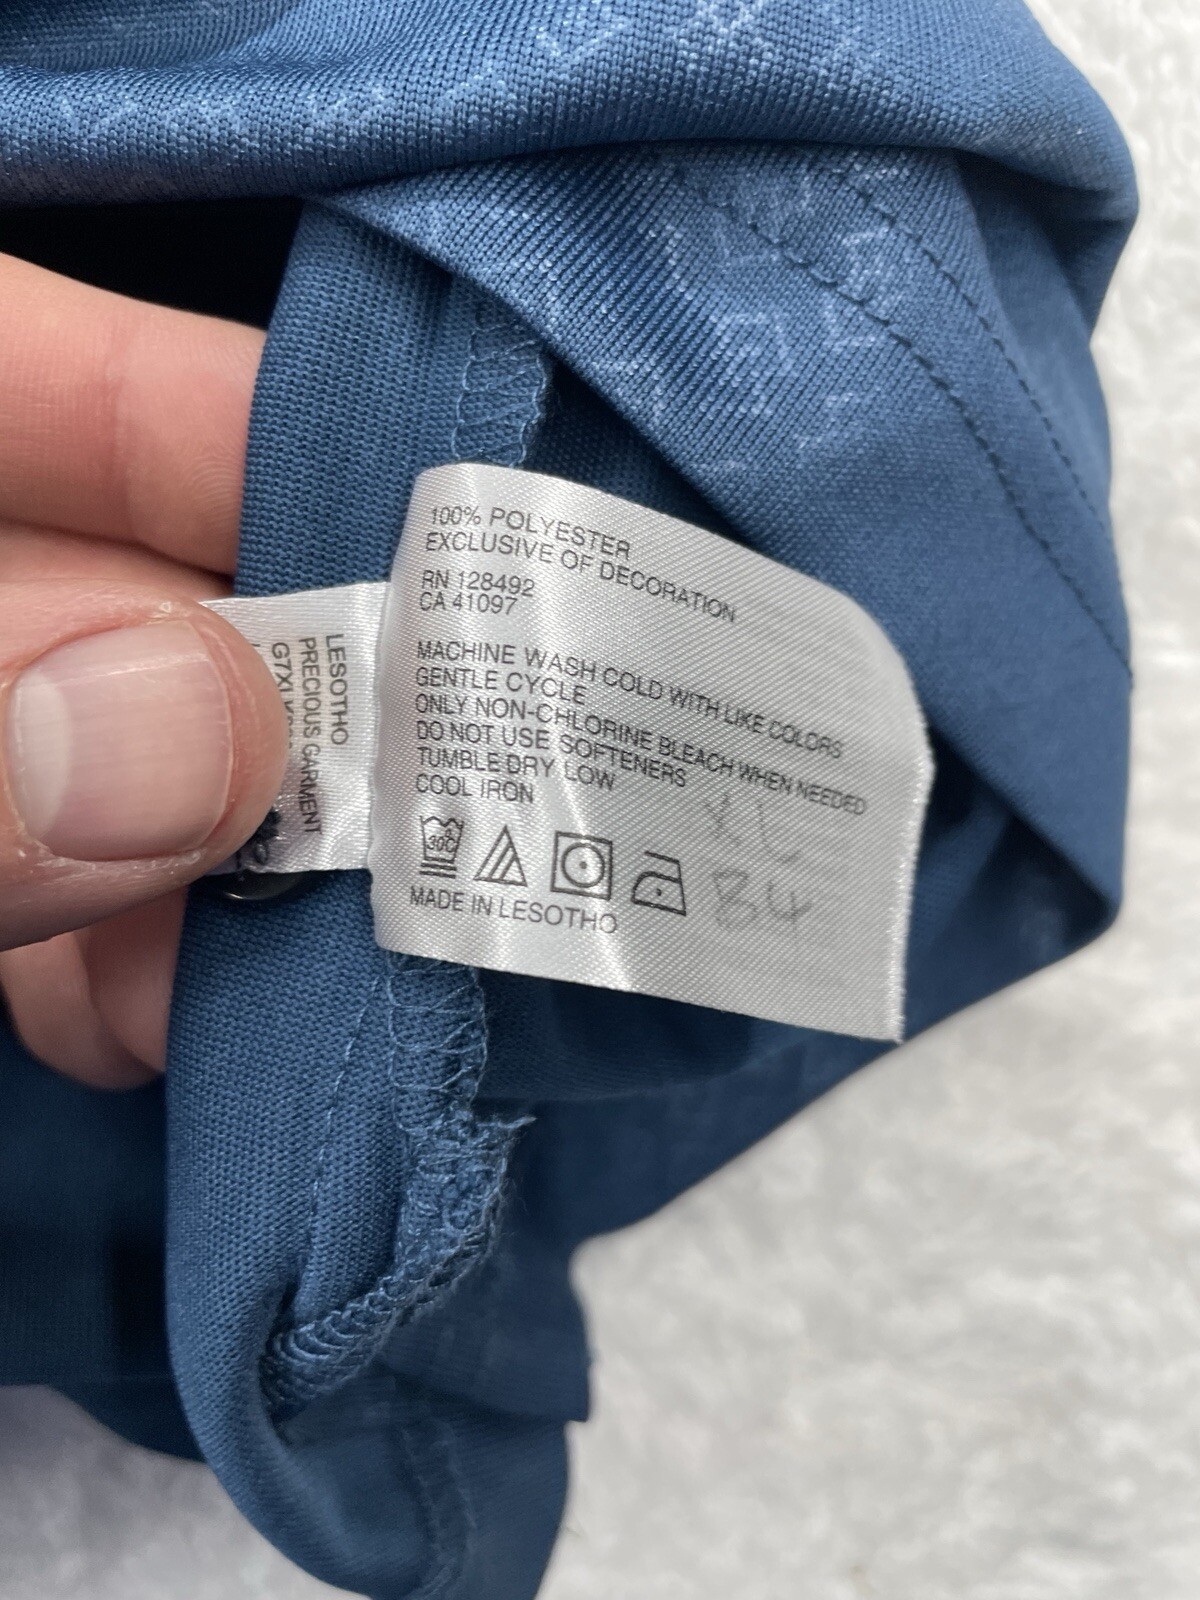 100% POLYESTER
EXCLUSIVE OF DECORATION
RN 128492
CA 41097
MACHINE WASH COLD WITH LIKE COLORS
GENTLE CYCLE
ONLY NON-CHLORINE BLEACH WHEN NEEDED
DO NOT USE SOFTENERS
TUMBLE DRY LOW
COOL IRON
30C
MADE IN LESOTHO
XL
B4
LESOTHO
PRECIOUS GARMENT